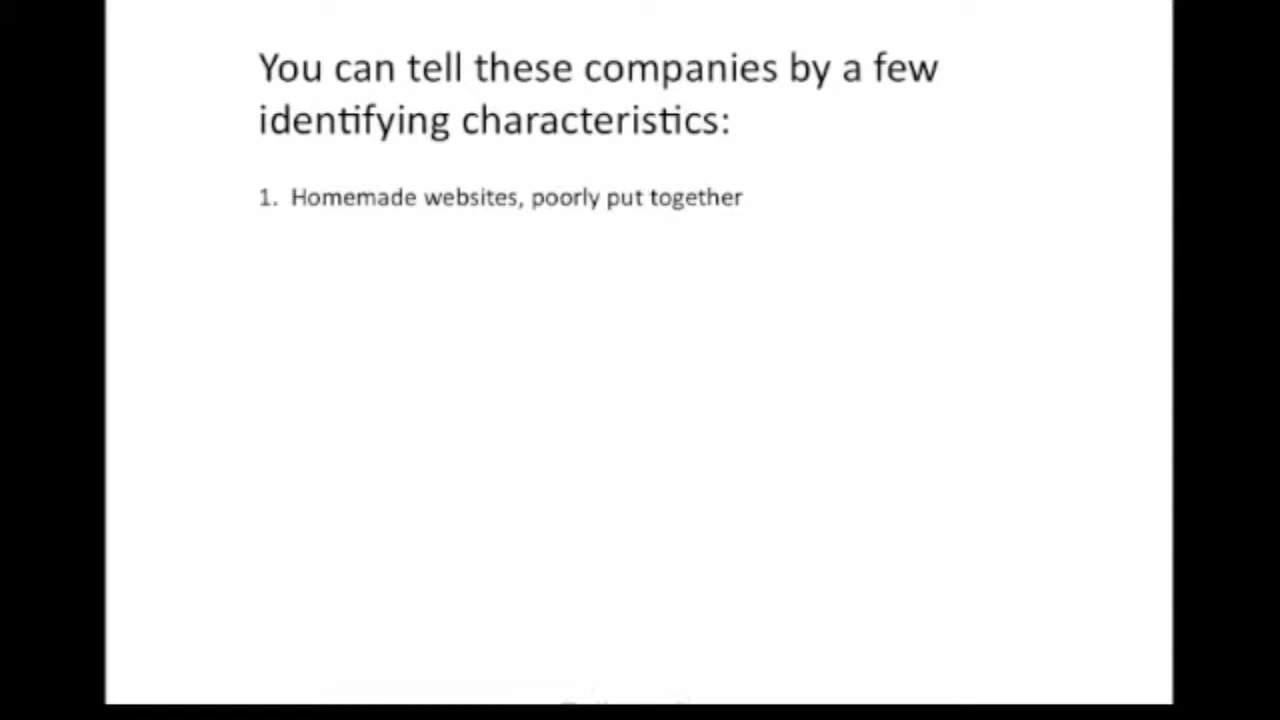 You can tell these companies by a few
identifying characteristics:
1. Homemade websites, poorly put together